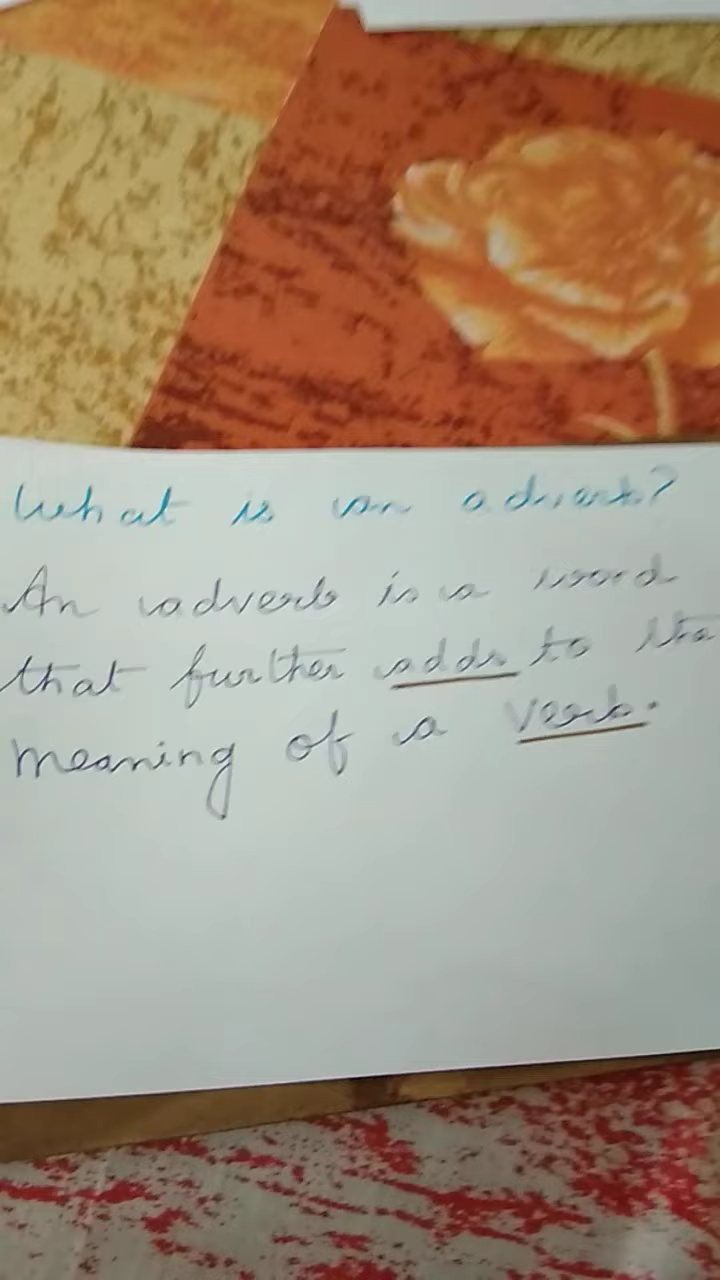 What is an adverb?
An adverb is a word
that further adds to the
meaning of a verb.